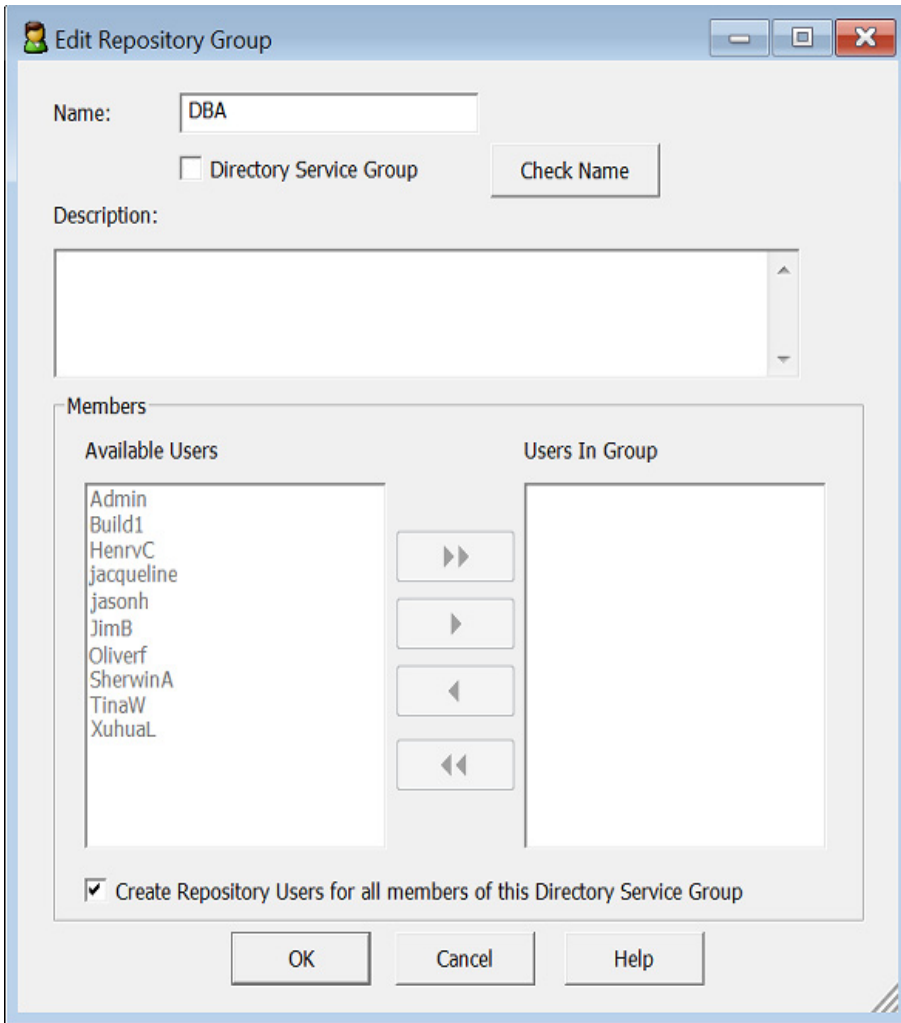 Edit Repository Group
Name: DBA
Directory Service Group Check Name
Description:
Members
Available Users Users In Group
Admin
Build1
HenrvC
jacqueline
jasonh
JimB
Oliverf
SherwinA
TinaW
XuhuaL
Create Repository Users for all members of this Directory Service Group
OK Cancel Help